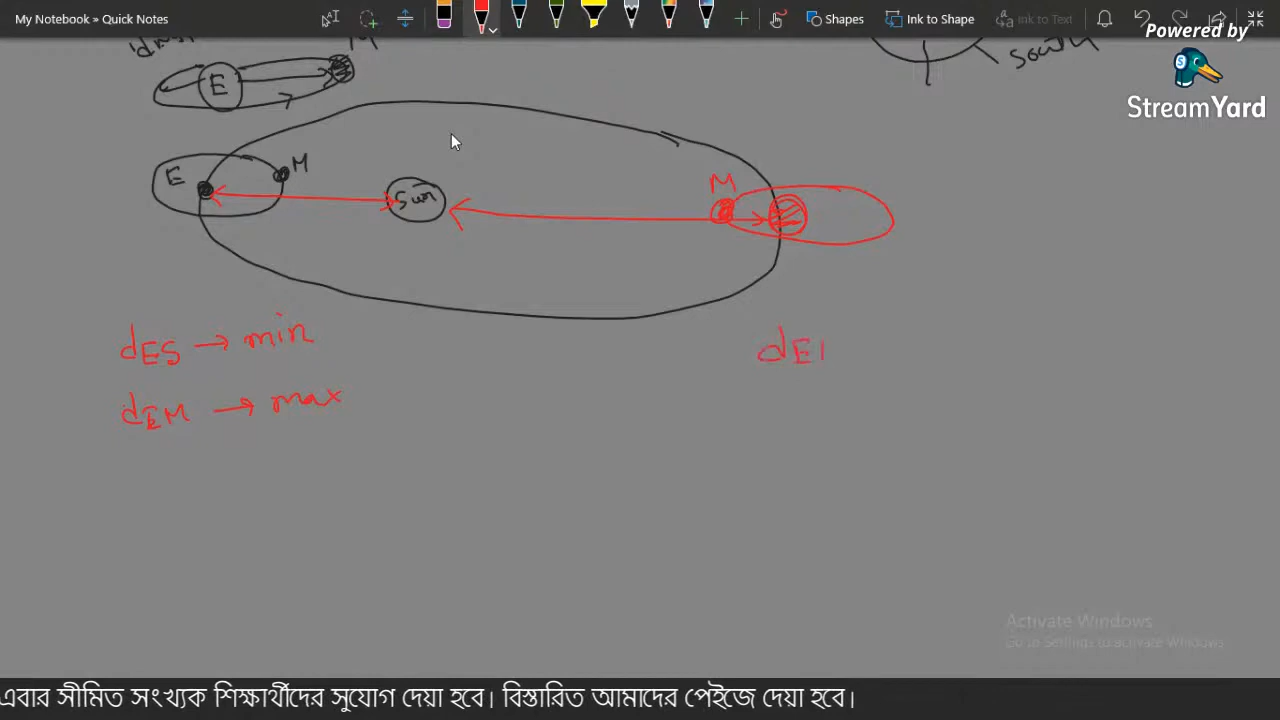 My Notebook » Quick Notes
Shapes
Ink to Shape
Ink to Text
Powered by
StreamYard
South
E
E
M
Sun
M
dES → min
dEM → max
dE
Activate Windows
Go to Settings to activate Windows.
এবার সীমিত সংখ্যক শিক্ষার্থীদের সুযোগ দেয়া হবে। বিস্তারিত আমাদের পেইজে দেয়া হবে।